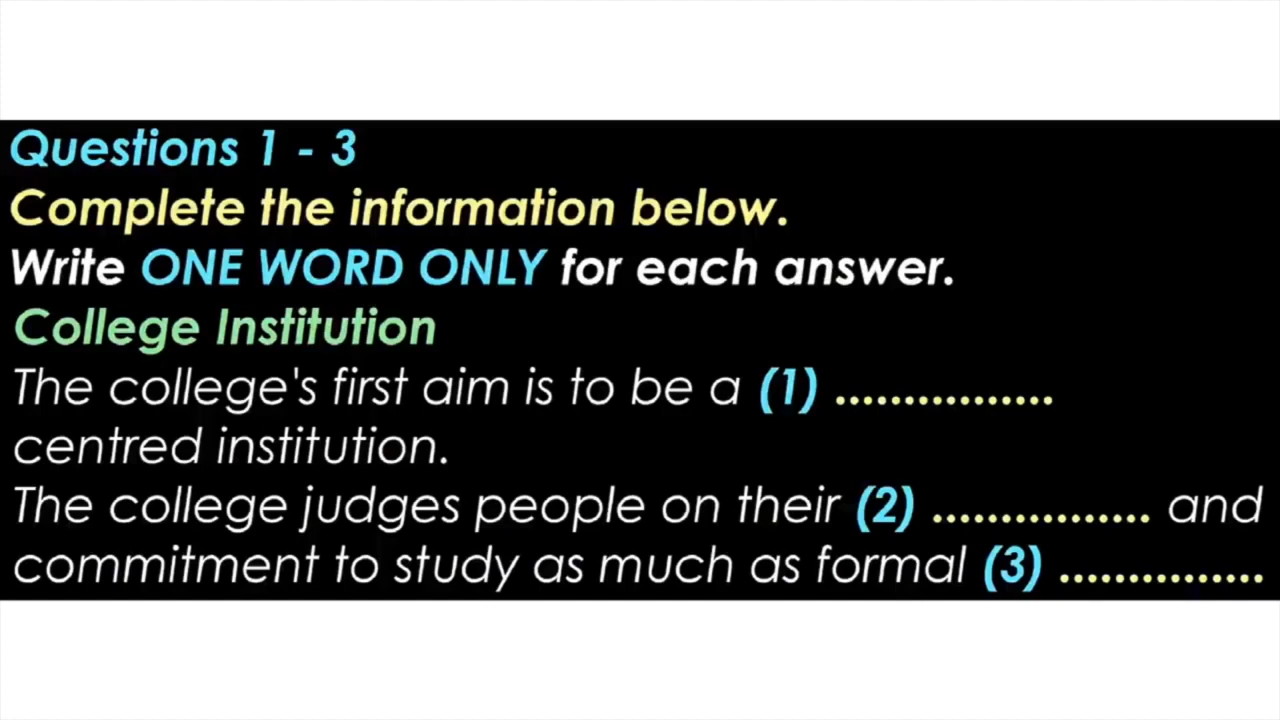 Questions 1 - 3
Complete the information below.
Write ONE WORD ONLY for each answer.
College Institution
The college's first aim is to be a (1) ................
centred institution.
The college judges people on their (2) ................ and
commitment to study as much as formal (3) ...............